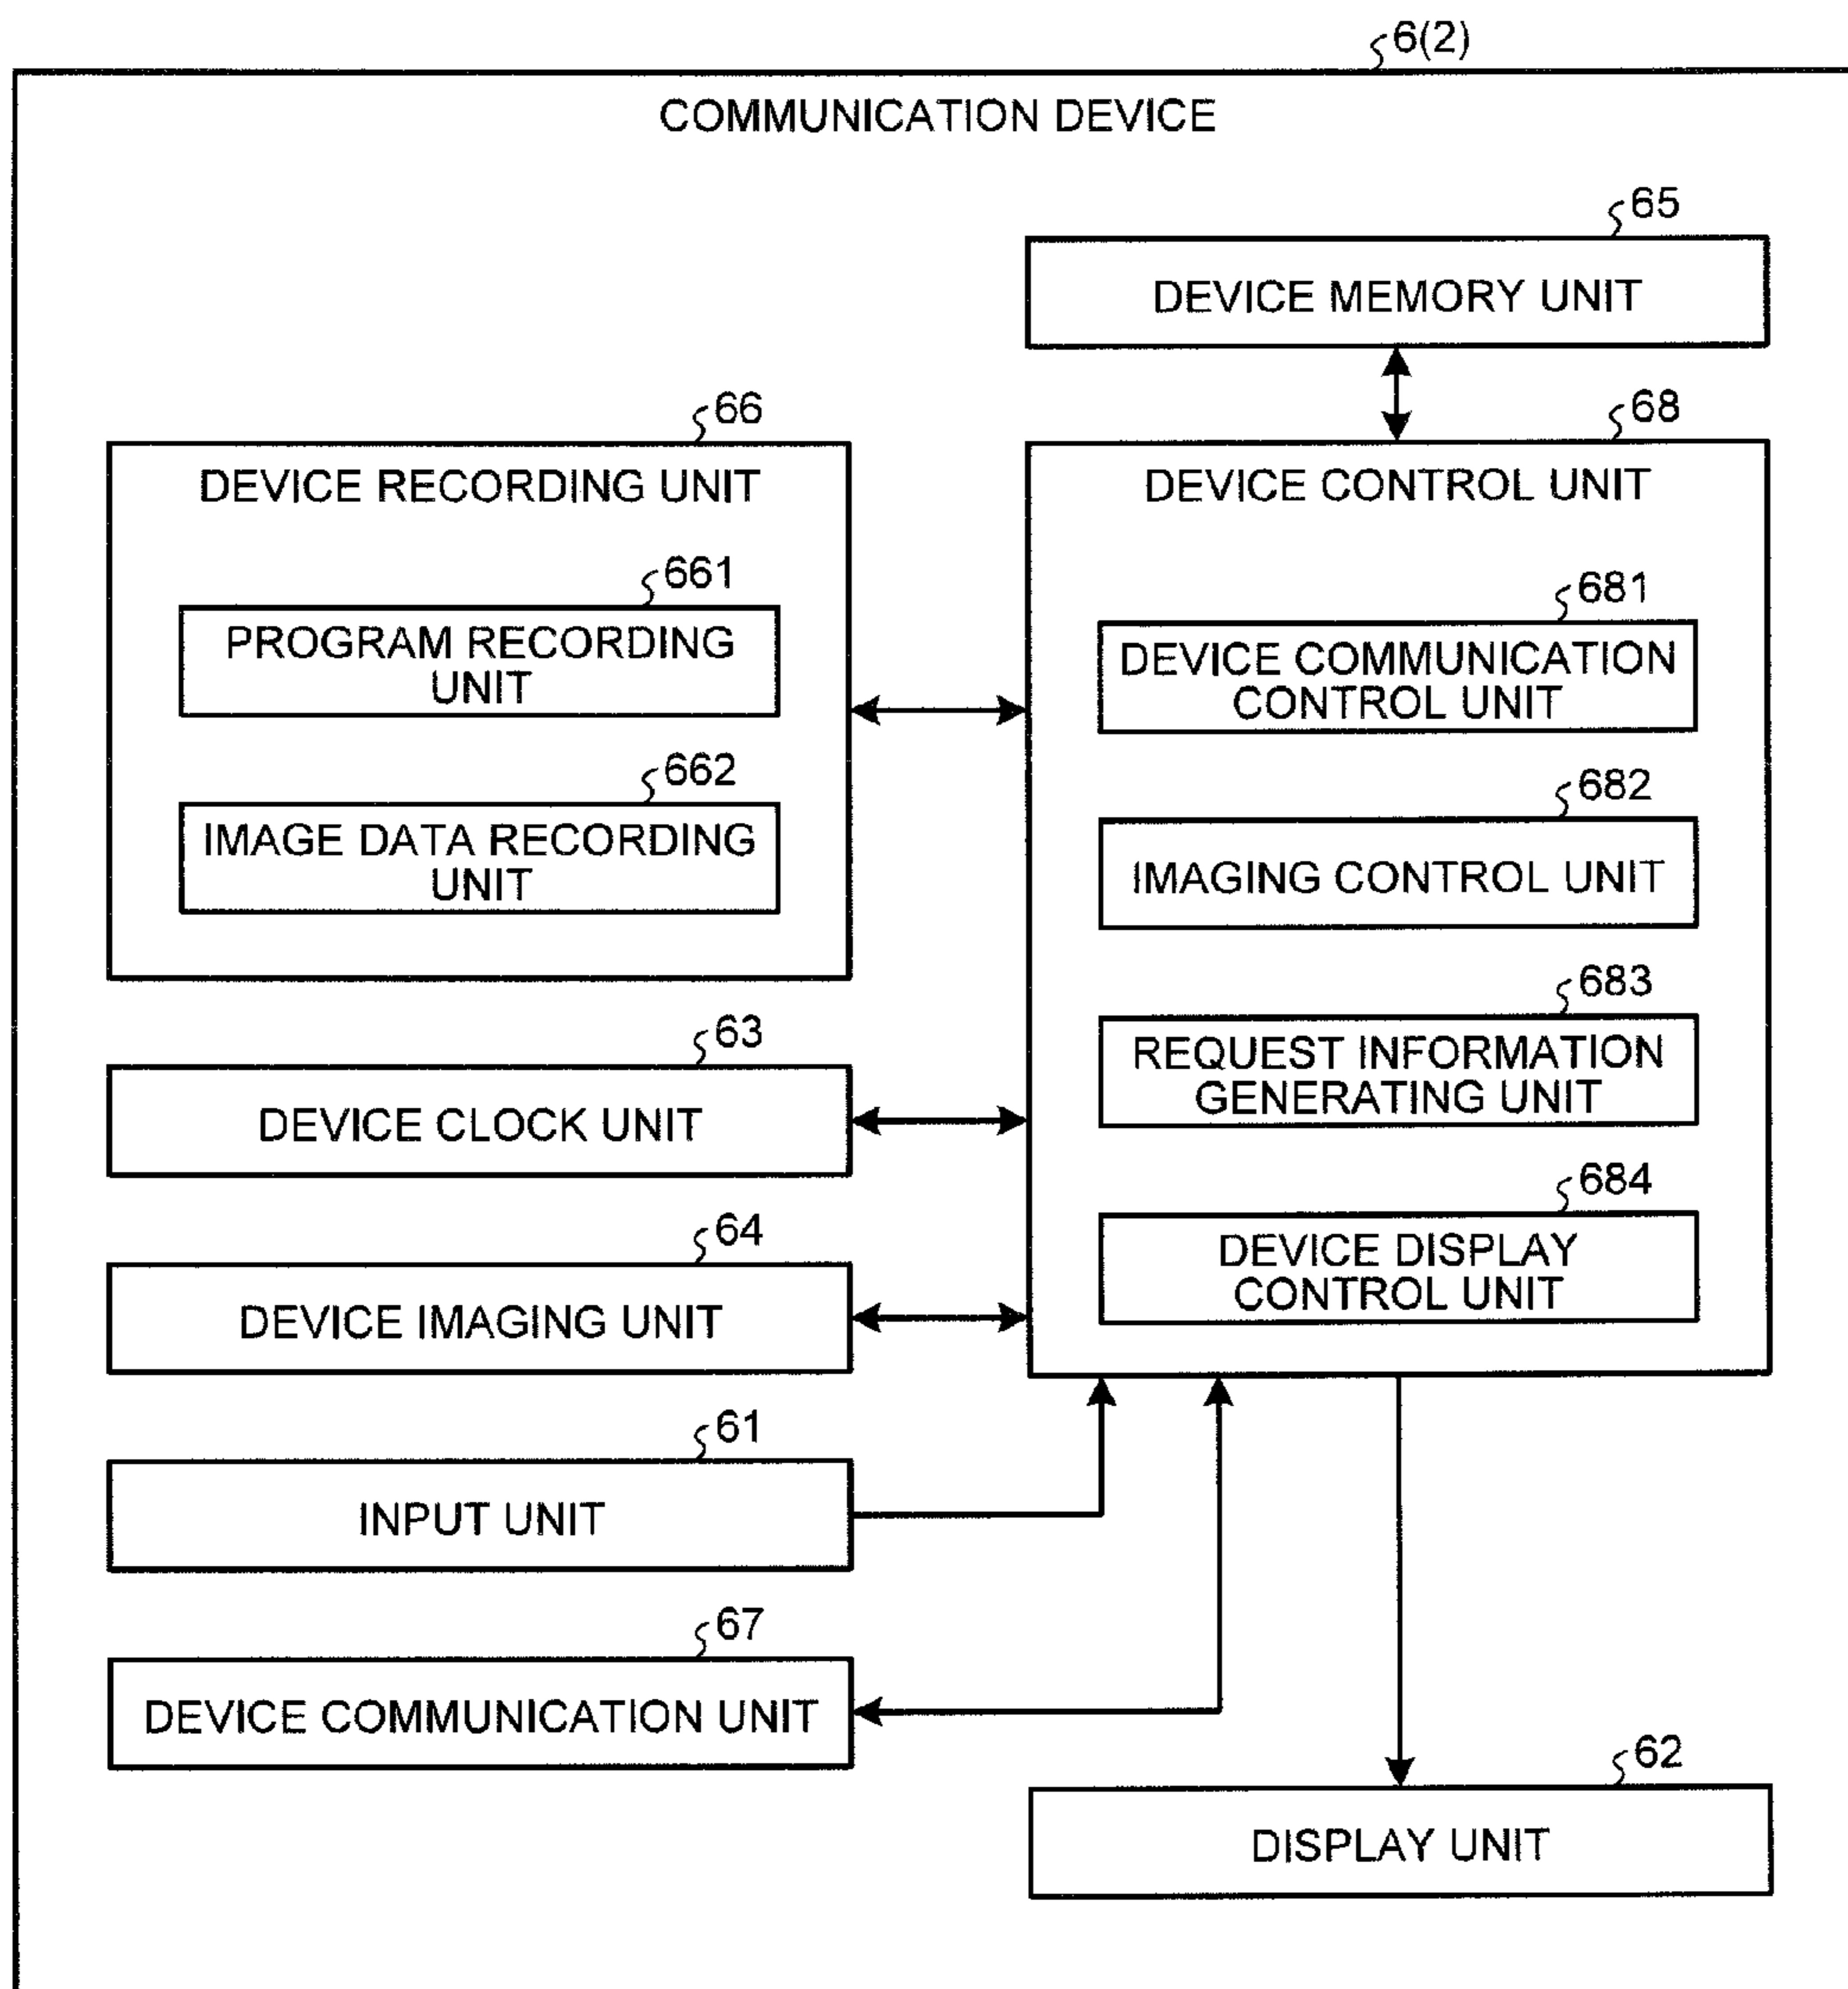 6(2)
COMMUNICATION DEVICE
65
DEVICE MEMORY UNIT
66
DEVICE RECORDING UNIT
661
PROGRAM RECORDING
UNIT
662
IMAGE DATA RECORDING
UNIT
68
DEVICE CONTROL UNIT
681
DEVICE COMMUNICATION
CONTROL UNIT
682
IMAGING CONTROL UNIT
683
REQUEST INFORMATION
GENERATING UNIT
684
DEVICE DISPLAY
CONTROL UNIT
63
DEVICE CLOCK UNIT
64
DEVICE IMAGING UNIT
61
INPUT UNIT
67
DEVICE COMMUNICATION UNIT
62
DISPLAY UNIT